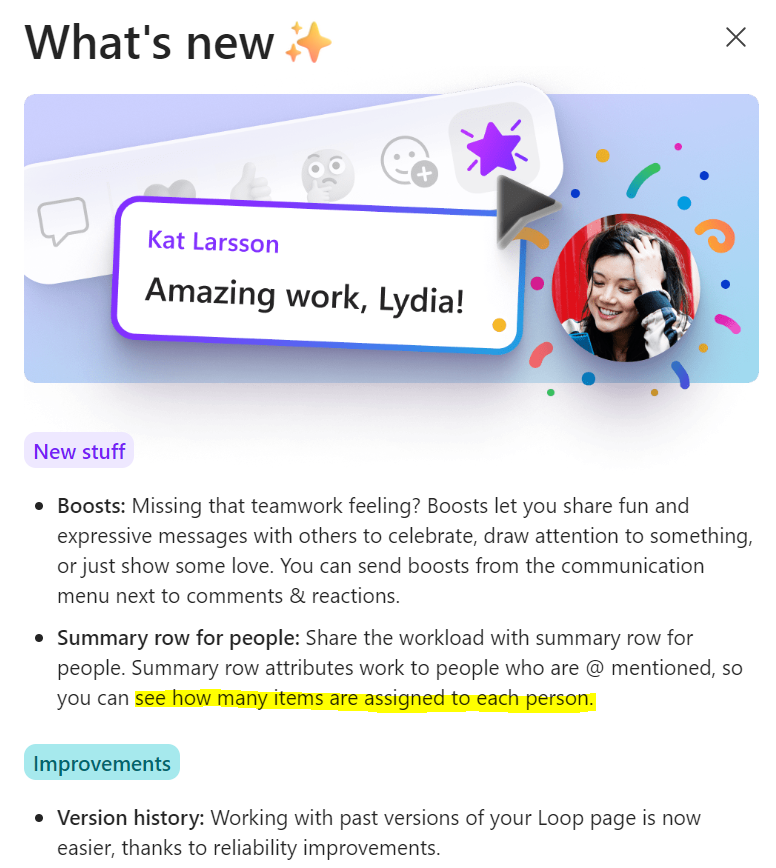 What's new ✨
Kat Larsson
Amazing work, Lydia!
New stuff
• Boosts: Missing that teamwork feeling? Boosts let you share fun and
expressive messages with others to celebrate, draw attention to something,
or just show some love. You can send boosts from the communication
menu next to comments & reactions.
• Summary row for people: Share the workload with summary row for
people. Summary row attributes work to people who are @ mentioned, so
you can see how many items are assigned to each person.
Improvements
• Version history: Working with past versions of your Loop page is now
easier, thanks to reliability improvements.